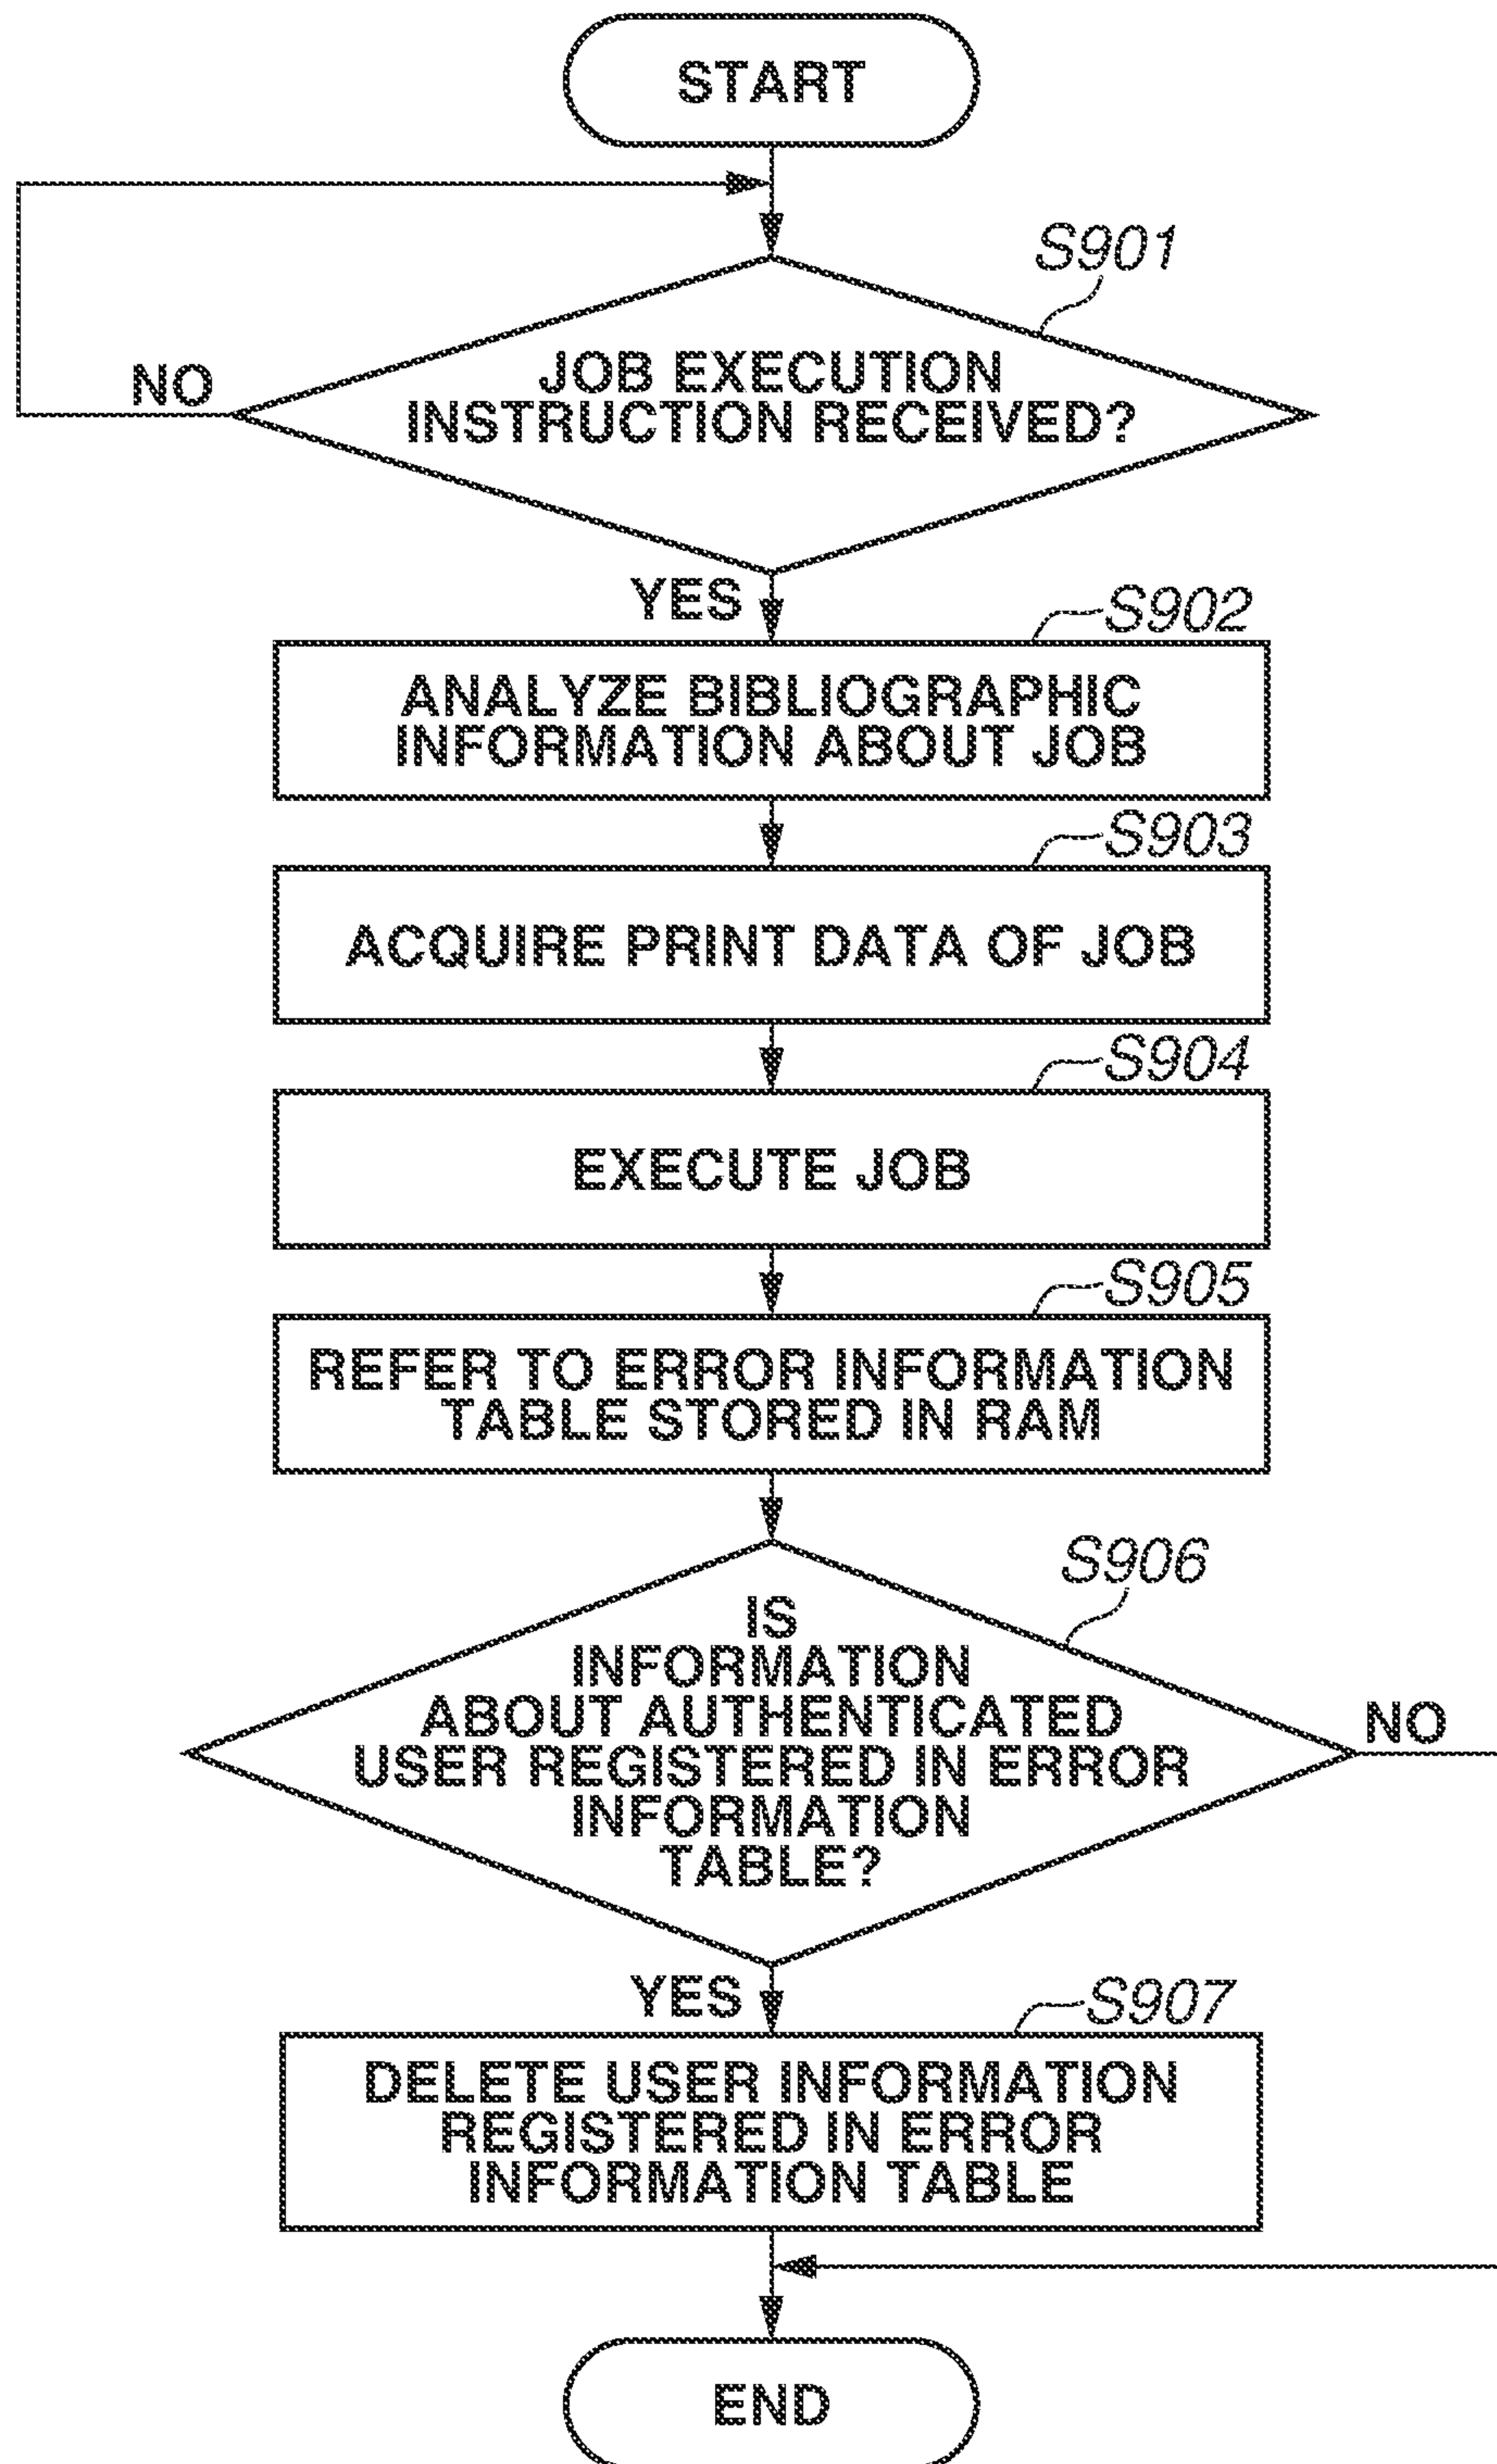 START
S901
JOB EXECUTION
INSTRUCTION RECEIVED?
NO
YES
S902
ANALYZE BIBLIOGRAPHIC
INFORMATION ABOUT JOB
S903
ACQUIRE PRINT DATA OF JOB
S904
EXECUTE JOB
S905
REFER TO ERROR INFORMATION
TABLE STORED IN RAM
S906
IS
INFORMATION
ABOUT AUTHENTICATED
USER REGISTERED IN ERROR
INFORMATION
TABLE?
NO
YES
S907
DELETE USER INFORMATION
REGISTERED IN ERROR
INFORMATION TABLE
END